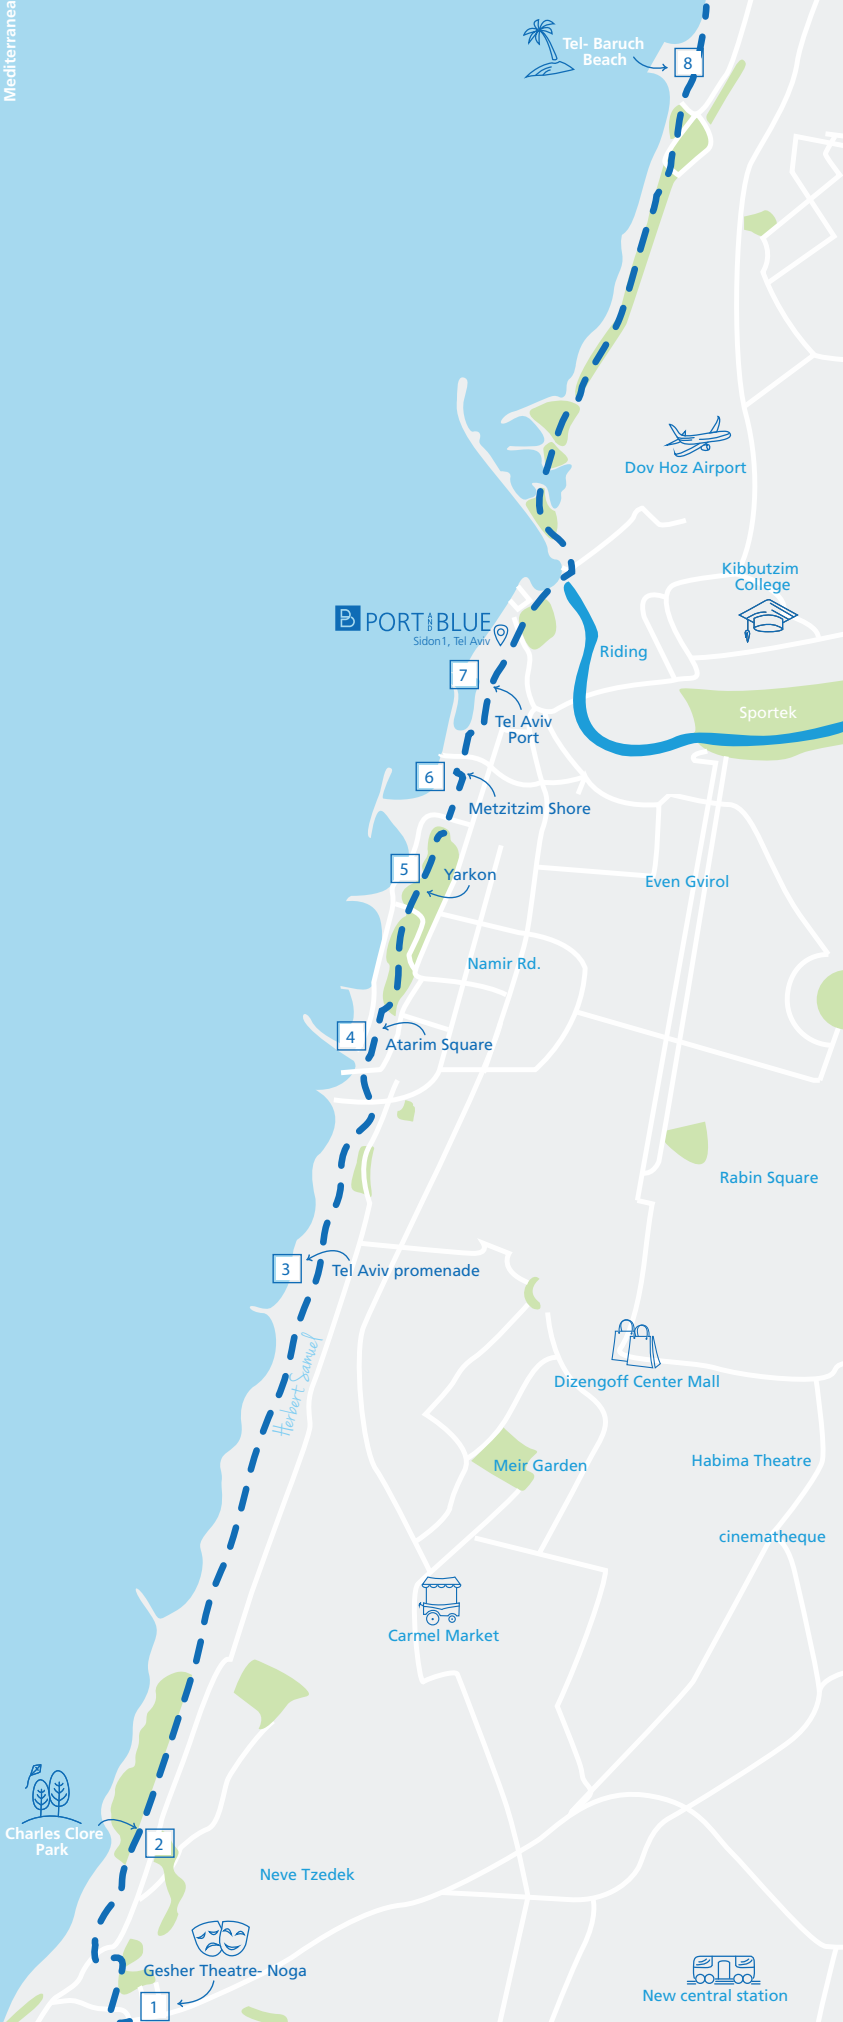 Mediterranea
Tel- Baruch
Beach
8
Dov Hoz Airport
Kibbutzim
College
B PORT AND BLUE
Sidon1, Tel Aviv
Riding
7
Sportek
Tel Aviv
Port
6
Metzitzim Shore
5
Yarkon
Even Gvirol
Namir Rd.
4
Atarim Square
Rabin Square
3
Tel Aviv promenade
Herbert Samuel
Dizengoff Center Mall
Meir Garden
Habima Theatre
cinematheque
Carmel Market
Charles Clore
Park
2
Neve Tzedek
Gesher Theatre- Noga
New central station
1